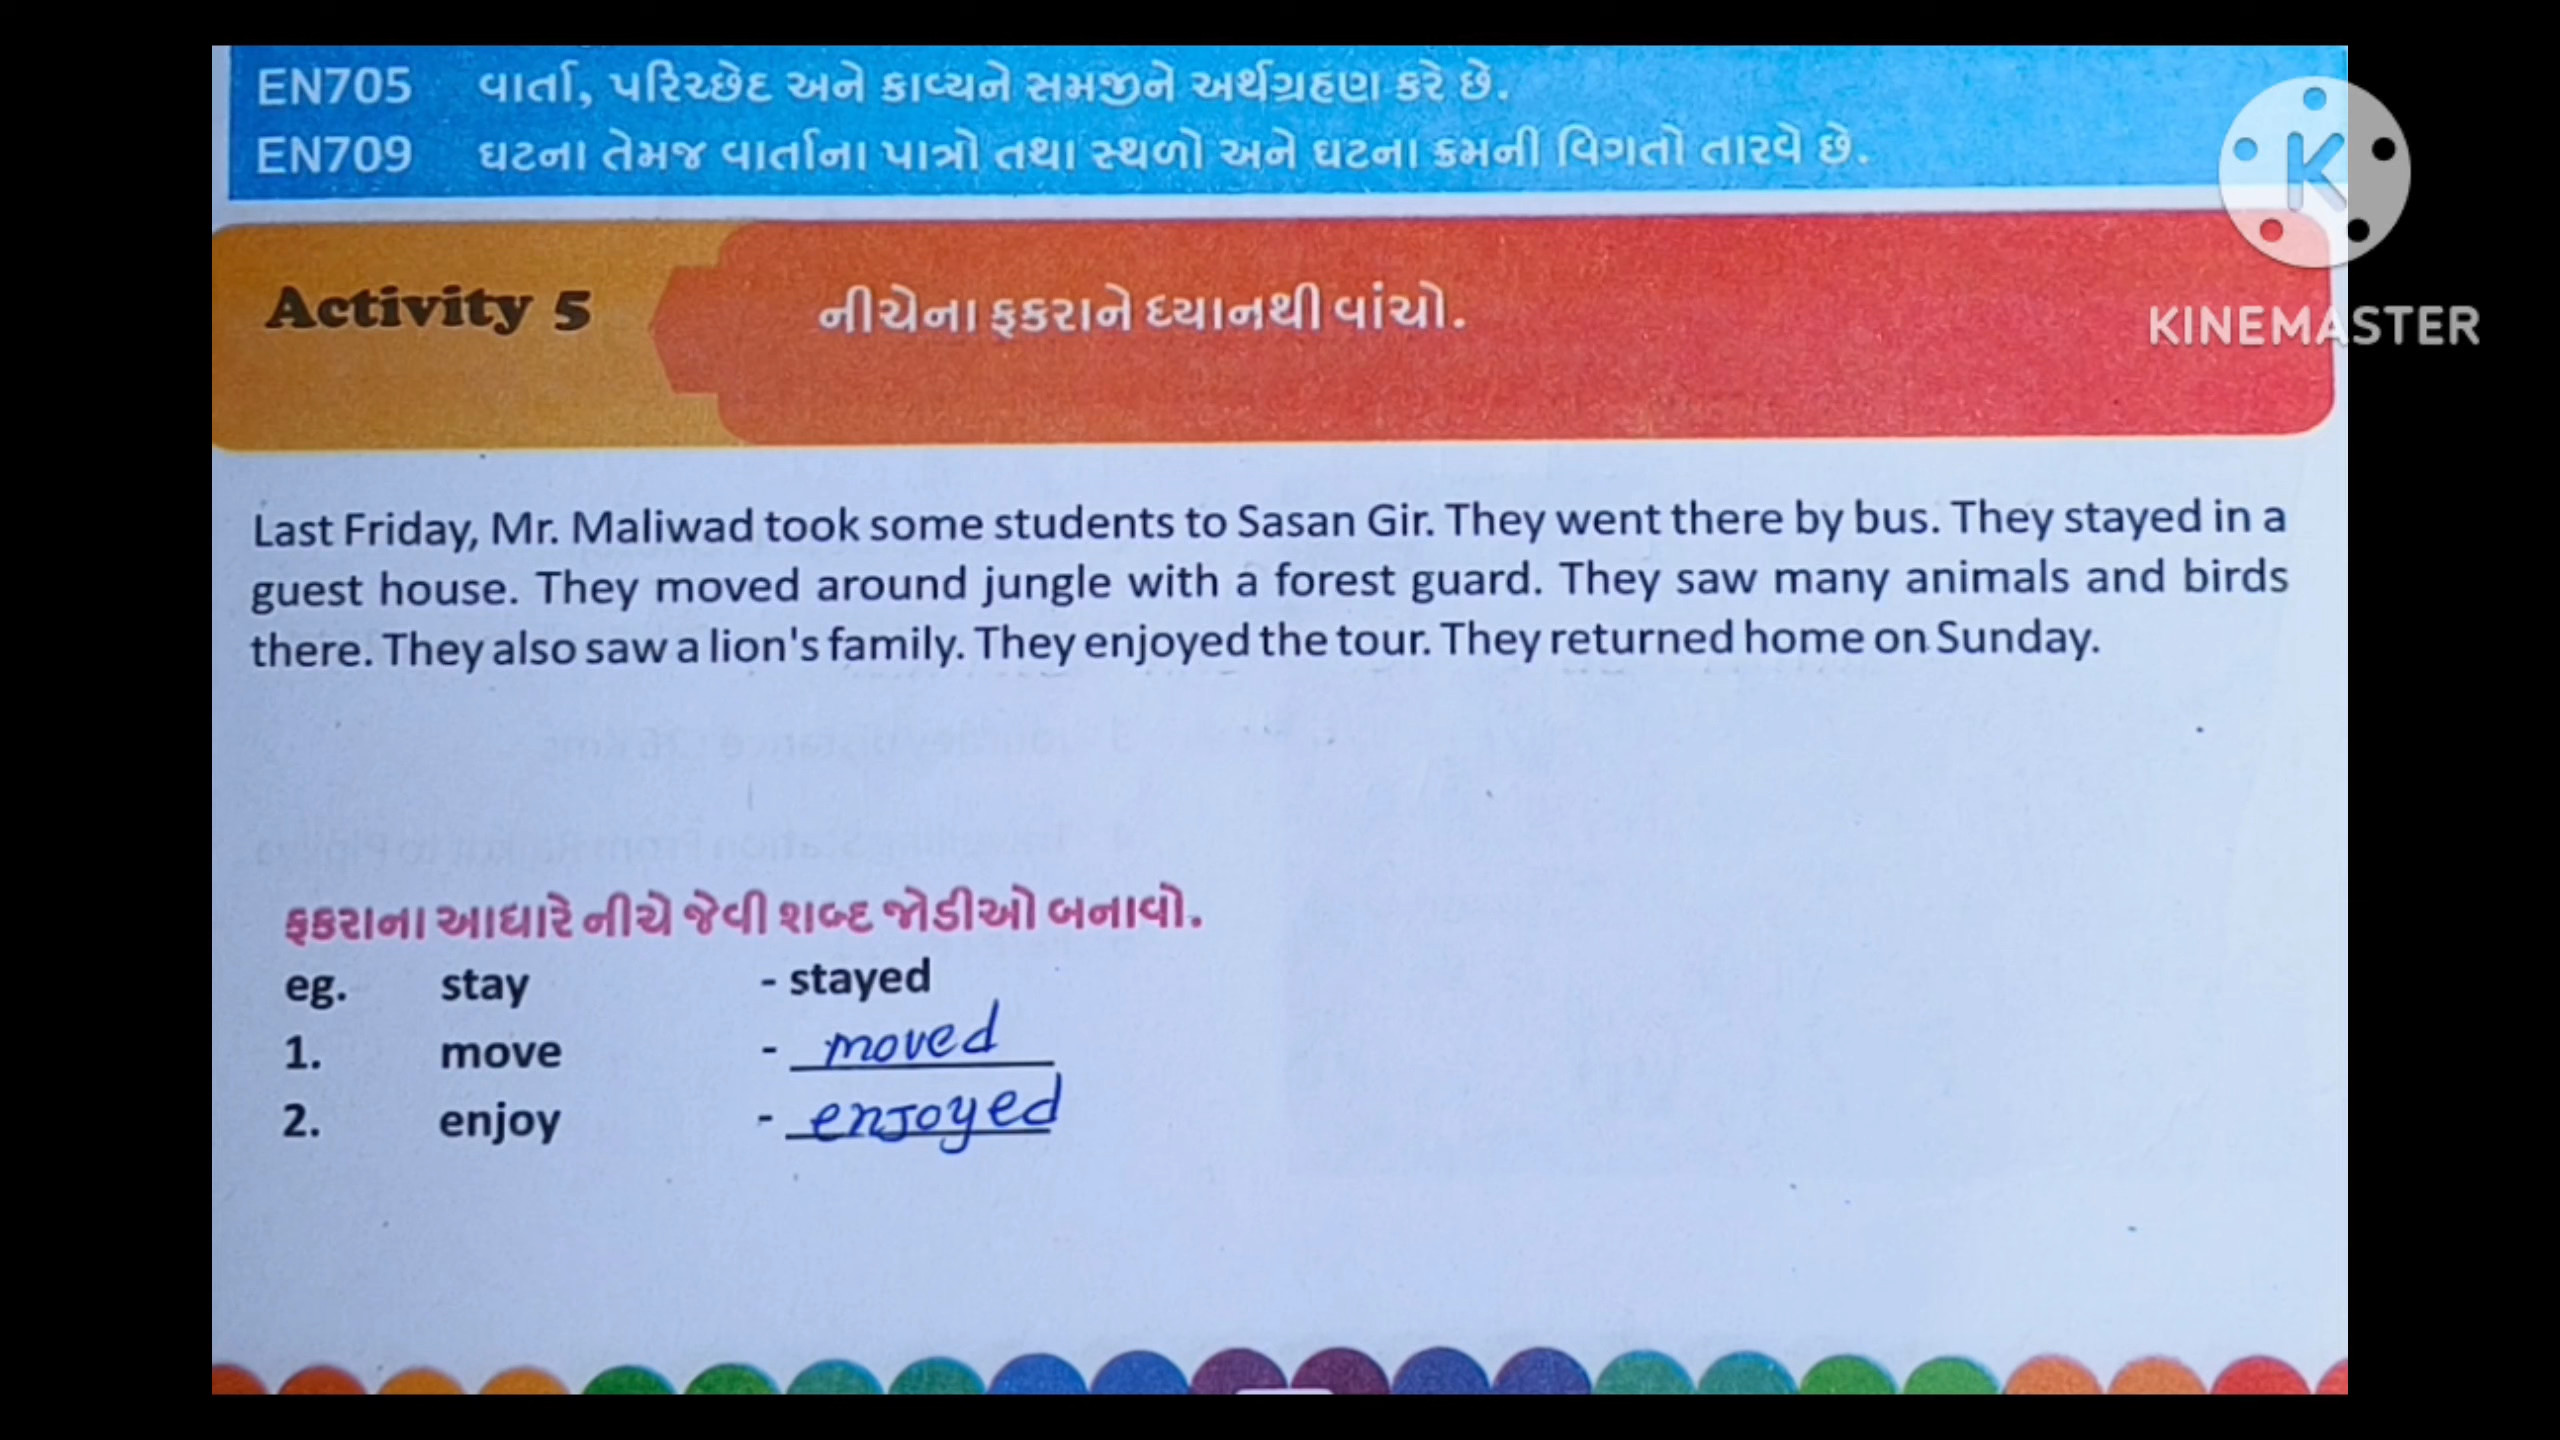 EN705 વાર્તા, પરિચ્છેદ અને કાવ્યને સમજીને અર્થગ્રહણ કરે છે.
EN709 ઘટના તેમજ વાર્તાના પાત્રો તથા સ્થળો અને ઘટના ક્રમની વિગતો તારવે છે.
KINEMASTER
Activity 5 નીચેના ફકરાને ધ્યાનથી વાંચો.
Last Friday, Mr. Maliwad took some students to Sasan Gir. They went there by bus. They stayed in a
guest house. They moved around jungle with a forest guard. They saw many animals and birds
there. They also saw a lion's family. They enjoyed the tour. They returned home on Sunday.
ફકરાના આધારે નીચે જેવી શબ્દ જોડીઓ બનાવો.
eg. stay - stayed
1. move - moved
2. enjoy - enjoyed